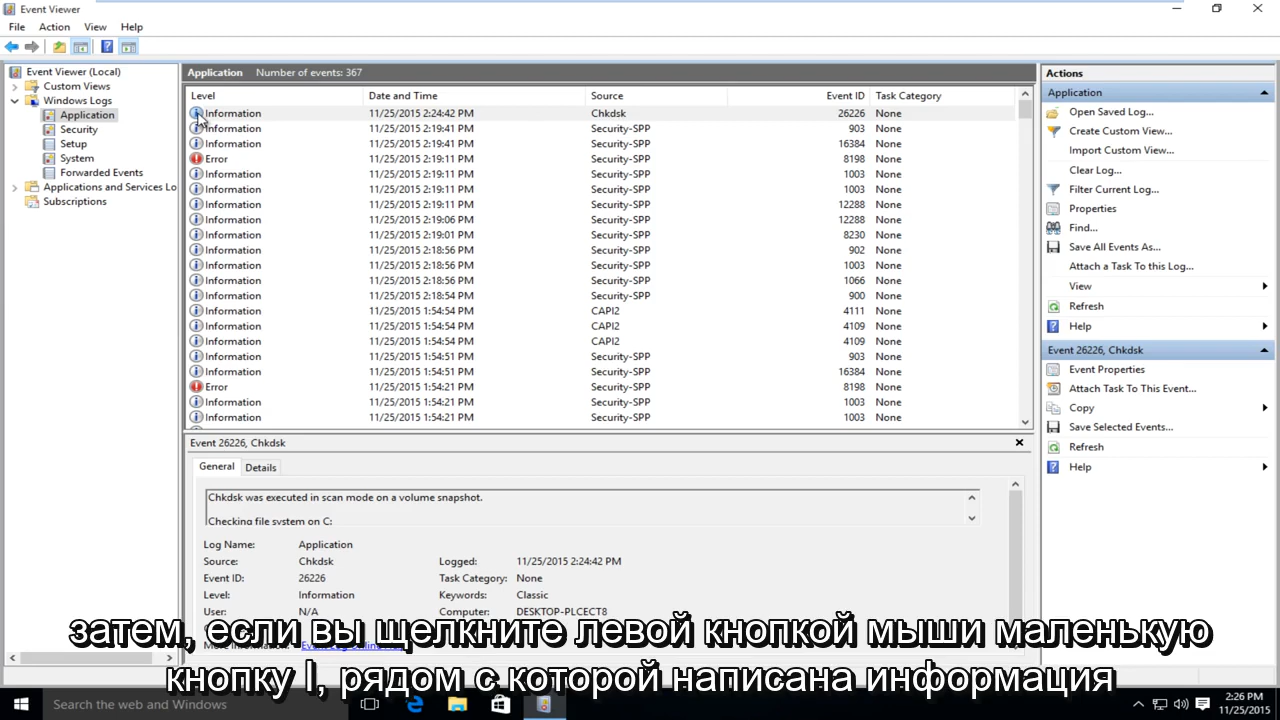 Event Viewer
File Action View Help
Event Viewer (Local)
Custom Views
Windows Logs
Application
Security
Setup
System
Forwarded Events
Applications and Services Lo
Subscriptions
Application Number of events: 367
Level Date and Time Source Event ID Task Category
Information 11/25/2015 2:24:42 PM Chkdsk 26226 None
Information 11/25/2015 2:19:41 PM Security-SPP 903 None
Information 11/25/2015 2:19:41 PM Security-SPP 16384 None
Error 11/25/2015 2:19:11 PM Security-SPP 8198 None
Information 11/25/2015 2:19:11 PM Security-SPP 1003 None
Information 11/25/2015 2:19:11 PM Security-SPP 1003 None
Information 11/25/2015 2:19:11 PM Security-SPP 12288 None
Information 11/25/2015 2:19:06 PM Security-SPP 12288 None
Information 11/25/2015 2:19:01 PM Security-SPP 8230 None
Information 11/25/2015 2:18:56 PM Security-SPP 902 None
Information 11/25/2015 2:18:56 PM Security-SPP 1003 None
Information 11/25/2015 2:18:56 PM Security-SPP 1066 None
Information 11/25/2015 2:18:54 PM Security-SPP 900 None
Information 11/25/2015 1:54:54 PM CAPI2 4111 None
Information 11/25/2015 1:54:54 PM CAPI2 4109 None
Information 11/25/2015 1:54:54 PM CAPI2 4109 None
Information 11/25/2015 1:54:51 PM Security-SPP 903 None
Information 11/25/2015 1:54:51 PM Security-SPP 16384 None
Error 11/25/2015 1:54:21 PM Security-SPP 8198 None
Information 11/25/2015 1:54:21 PM Security-SPP 1003 None
Information 11/25/2015 1:54:21 PM Security-SPP 1003 None
Event 26226, Chkdsk
General Details
Chkdsk was executed in scan mode on a volume snapshot.
Checking file system on C:
Log Name: Application
Source: Chkdsk Logged: 11/25/2015 2:24:42 PM
Event ID: 26226 Task Category: None
Level: Information Keywords: Classic
User: N/A Computer: DESKTOP-PLCECT8
Actions
Application
Open Saved Log...
Create Custom View...
Import Custom View...
Clear Log...
Filter Current Log...
Properties
Find...
Save All Events As...
Attach a Task To this Log...
View
Refresh
Help
Event 26226, Chkdsk
Event Properties
Attach Task To This Event...
Copy
Save Selected Events...
Refresh
Help
затем, если вы щелкните левой кнопкой мыши маленькую
кнопку I, рядом с которой написана информация
Search the web and Windows
2:26 PM
11/25/2015